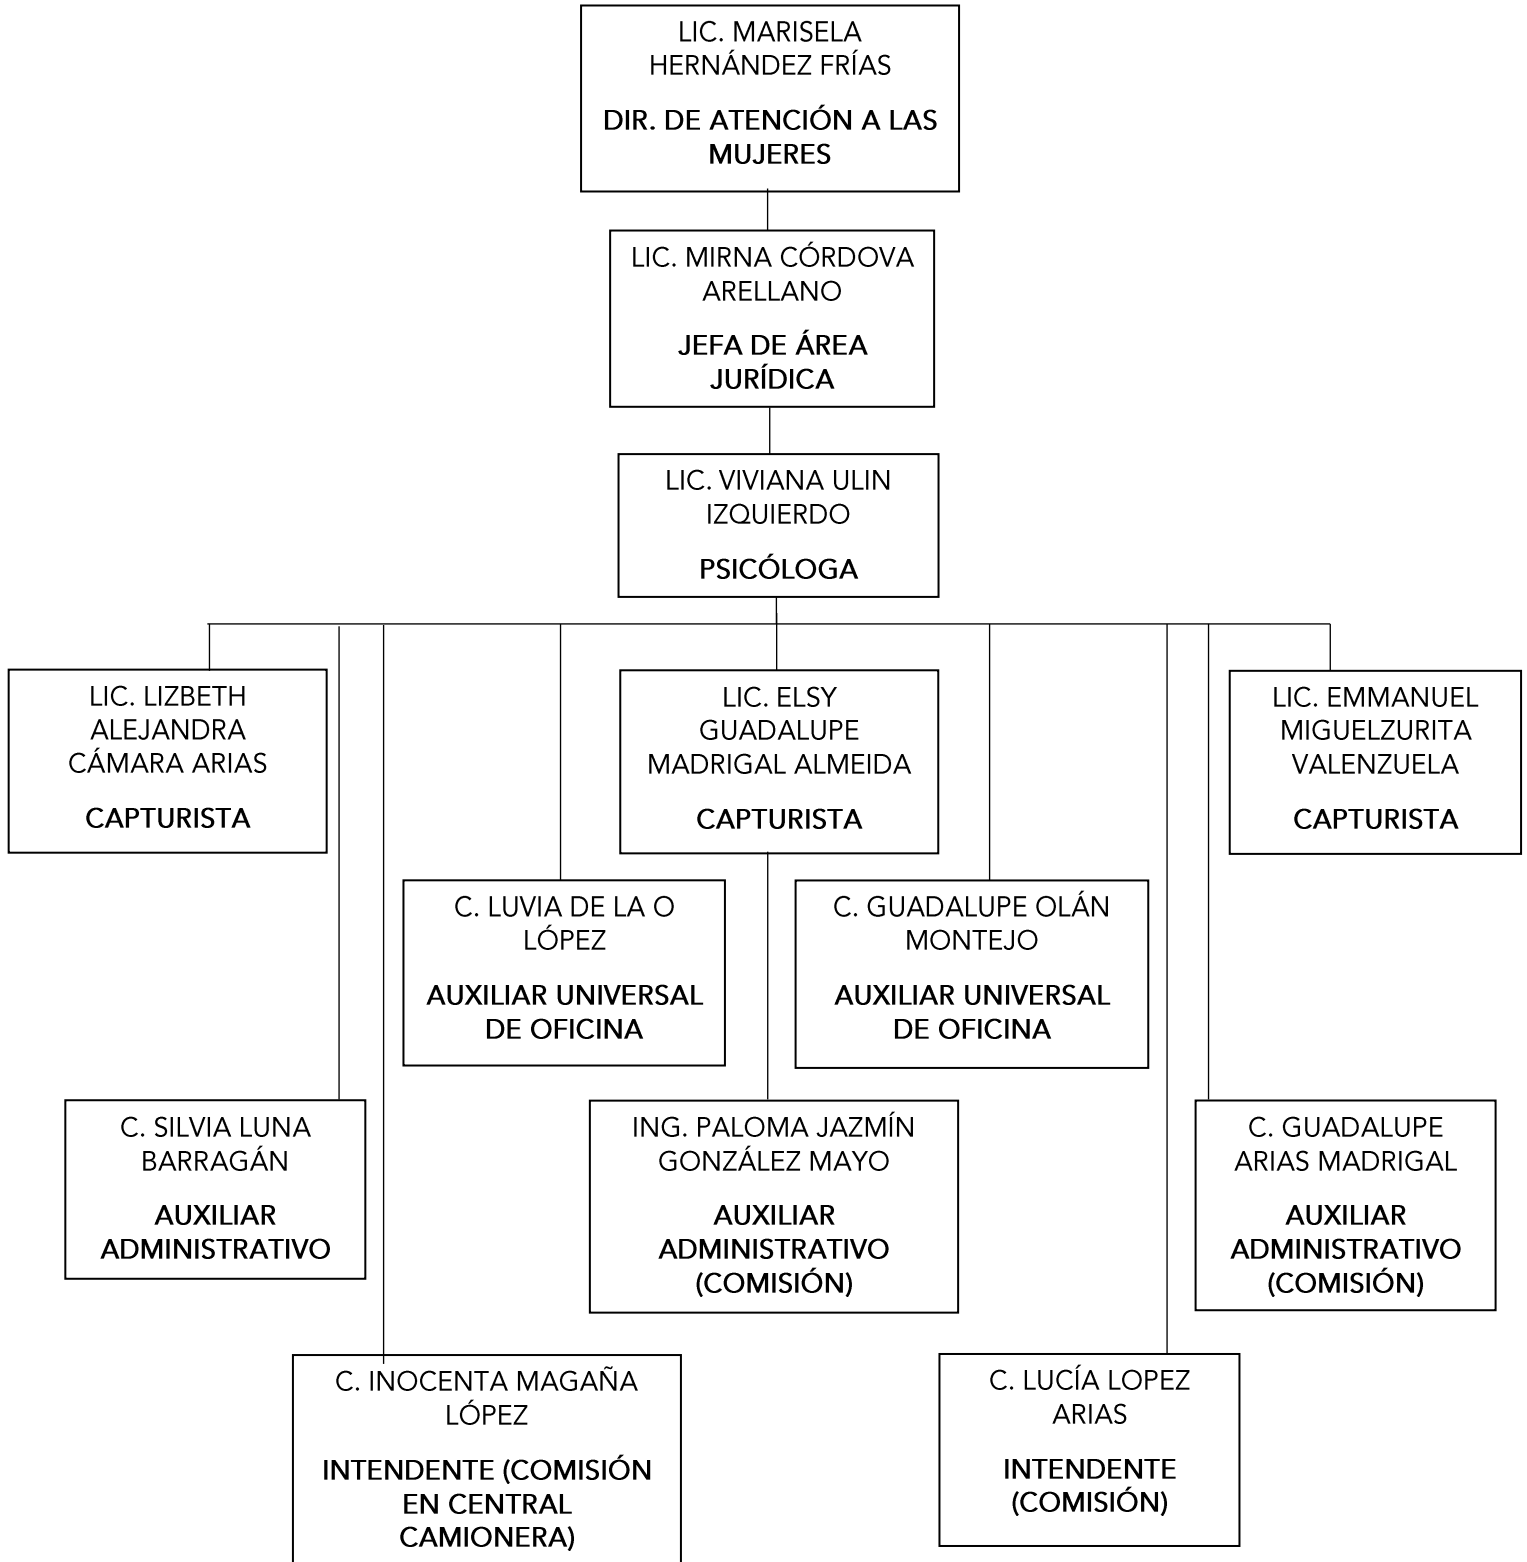 LIC. MARISELA
HERNÁNDEZ FRÍAS
DIR. DE ATENCIÓN A LAS
MUJERES
LIC. MIRNA CÓRDOVA
ARELLANO
JEFA DE ÁREA
JURÍDICA
LIC. VIVIANA ULIN
IZQUIERDO
PSICÓLOGA
LIC. LIZBETH
ALEJANDRA
CÁMARA ARIAS
CAPTURISTA
LIC. ELSY
GUADALUPE
MADRIGAL ALMEIDA
CAPTURISTA
LIC. EMMANUEL
MIGUELZURITA
VALENZUELA
CAPTURISTA
C. LUVIA DE LA O
LÓPEZ
AUXILIAR UNIVERSAL
DE OFICINA
C. GUADALUPE OLÁN
MONTEJO
AUXILIAR UNIVERSAL
DE OFICINA
C. SILVIA LUNA
BARRAGÁN
AUXILIAR
ADMINISTRATIVO
ING. PALOMA JAZMÍN
GONZÁLEZ MAYO
AUXILIAR
ADMINISTRATIVO
(COMISIÓN)
C. GUADALUPE
ARIAS MADRIGAL
AUXILIAR
ADMINISTRATIVO
(COMISIÓN)
C. INOCENTA MAGAÑA
LÓPEZ
INTENDENTE (COMISIÓN
EN CENTRAL
CAMIONERA)
C. LUCÍA LOPEZ
ARIAS
INTENDENTE
(COMISIÓN)